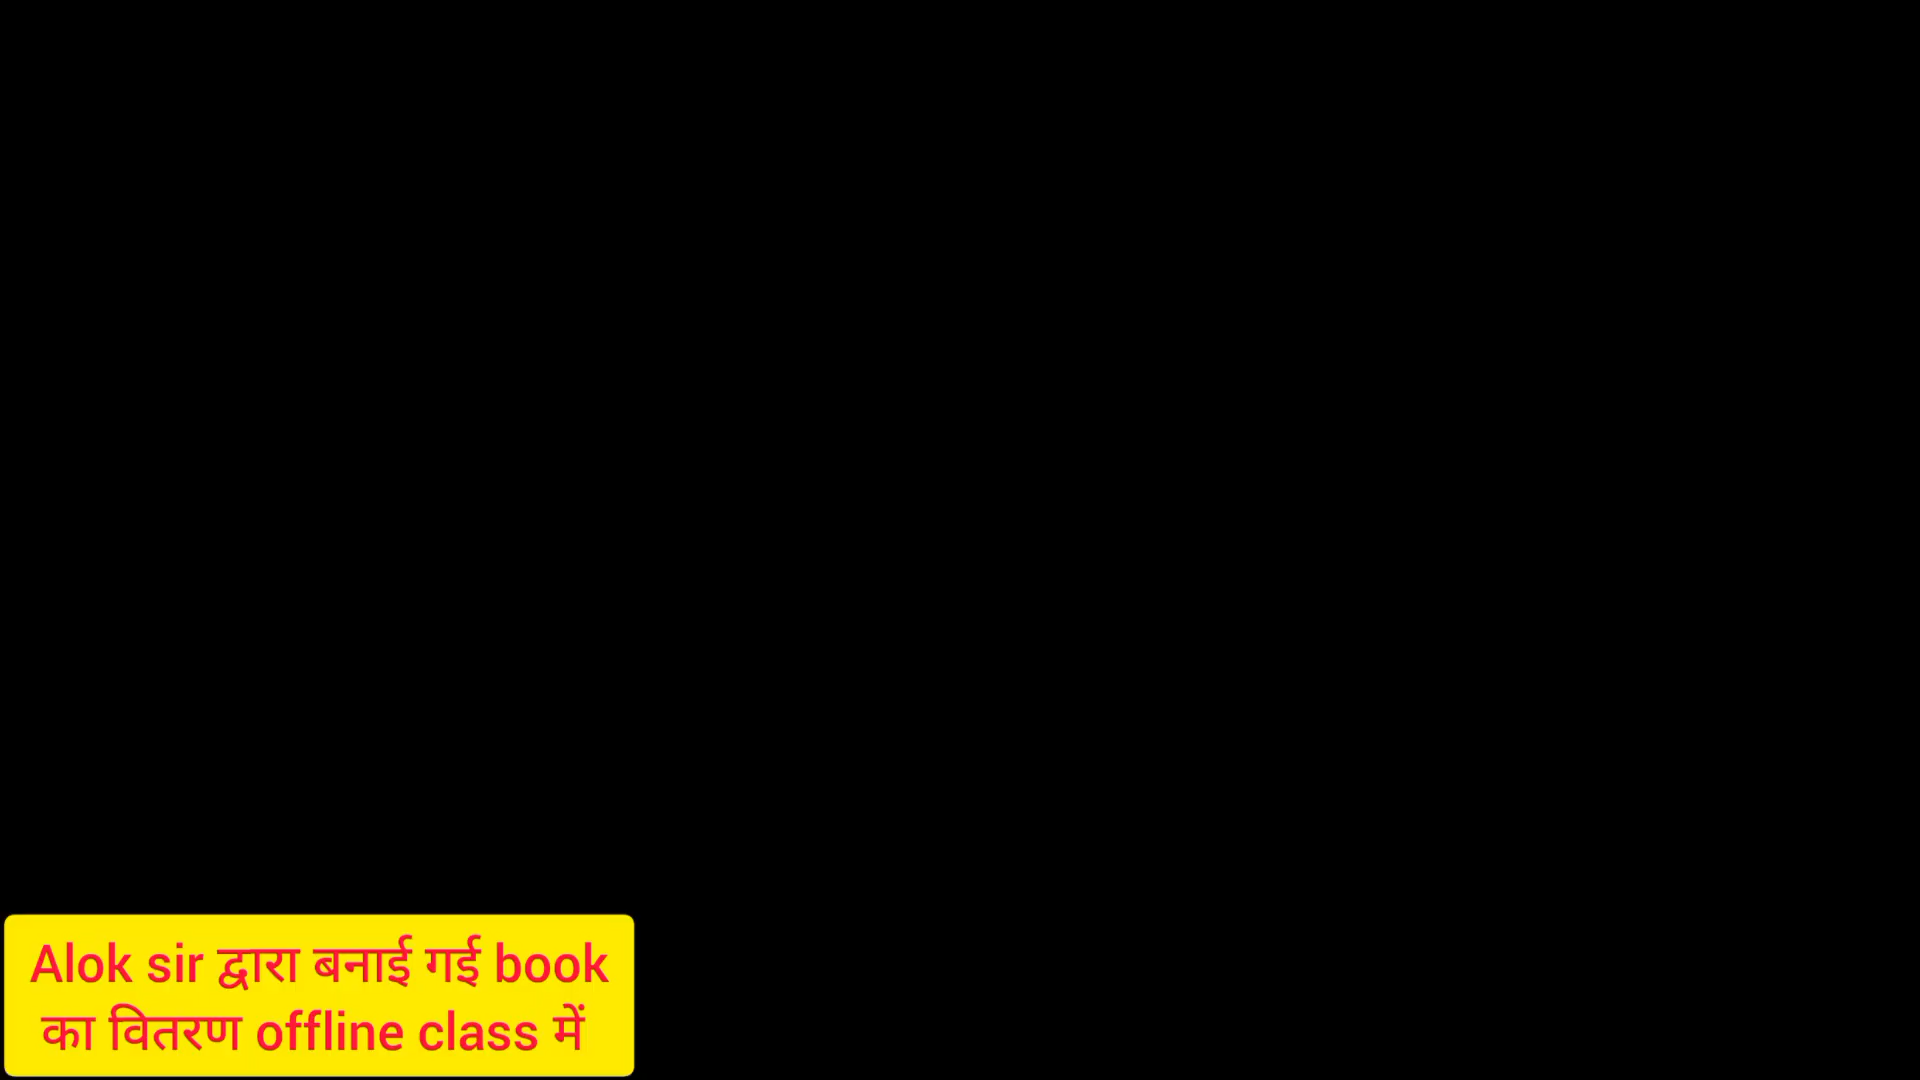 Alok sir द्वारा बनाई गई book
का वितरण offline class में